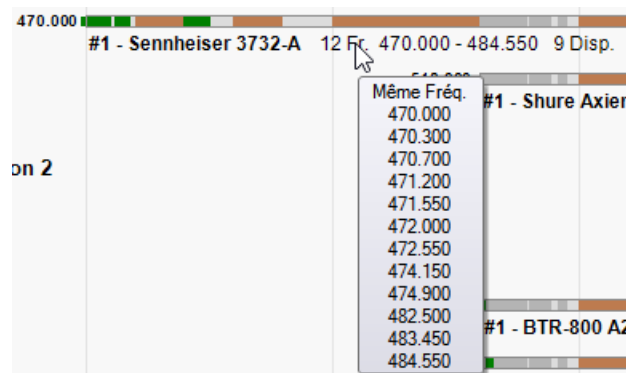 470.000
#1 - Sennheiser 3732-A 12 Fr. 470.000 - 484.550 9 Disp.
Même Fréq.
#1 - Shure Axien
470.000
470.300
470.700
471.200
on 2
471.550
472.000
472.550
474.150
474.900
482.500
#1 - BTR-800 A2
483.450
484.550